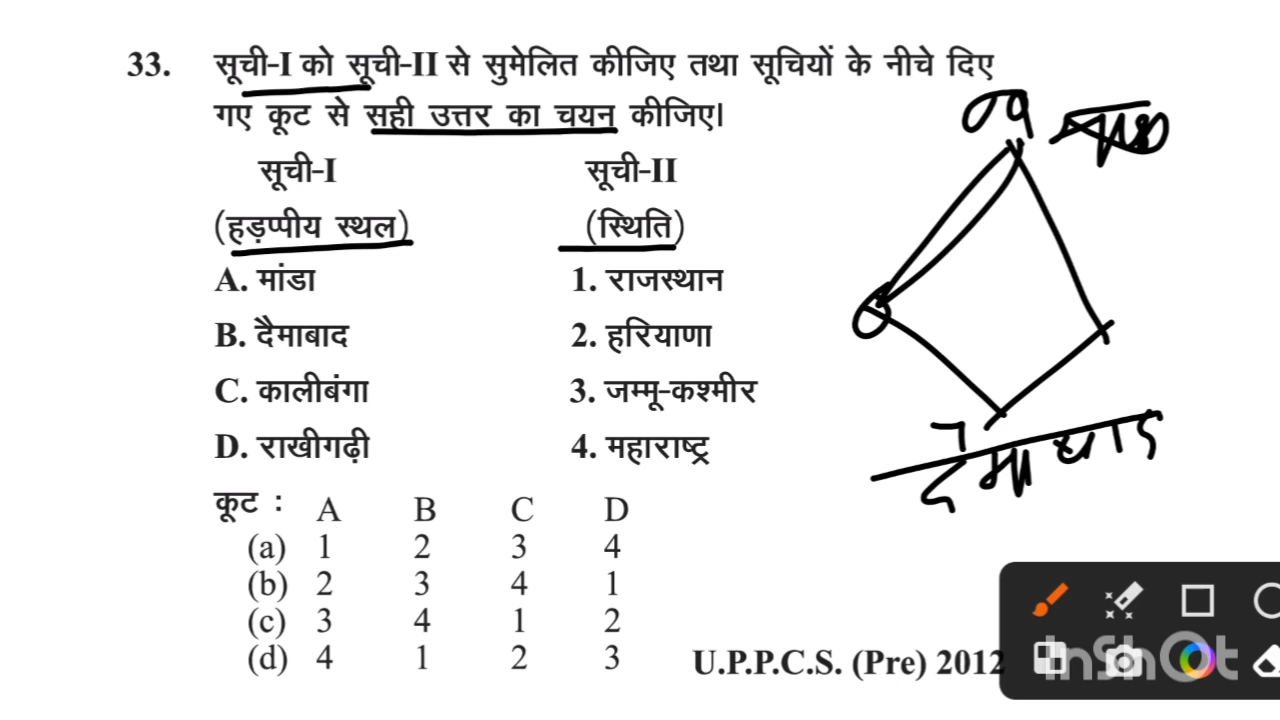 33. सूची-I को सूची-II से सुमेलित कीजिए तथा सूचियों के नीचे दिए
गए कूट से सही उत्तर का चयन कीजिए।
सूची-I सूची-II
(हड़प्पीय स्थल) (स्थिति)
A. मांडा 1. राजस्थान
B. दैमाबाद 2. हरियाणा
C. कालीबंगा 3. जम्मू-कश्मीर
D. राखीगढ़ी 4. महाराष्ट्र
कूट : A B C D
(a) 1 2 3 4
(b) 2 3 4 1
(c) 3 4 1 2
(d) 4 1 2 3
U.P.P.C.S. (Pre) 2012
InShOt